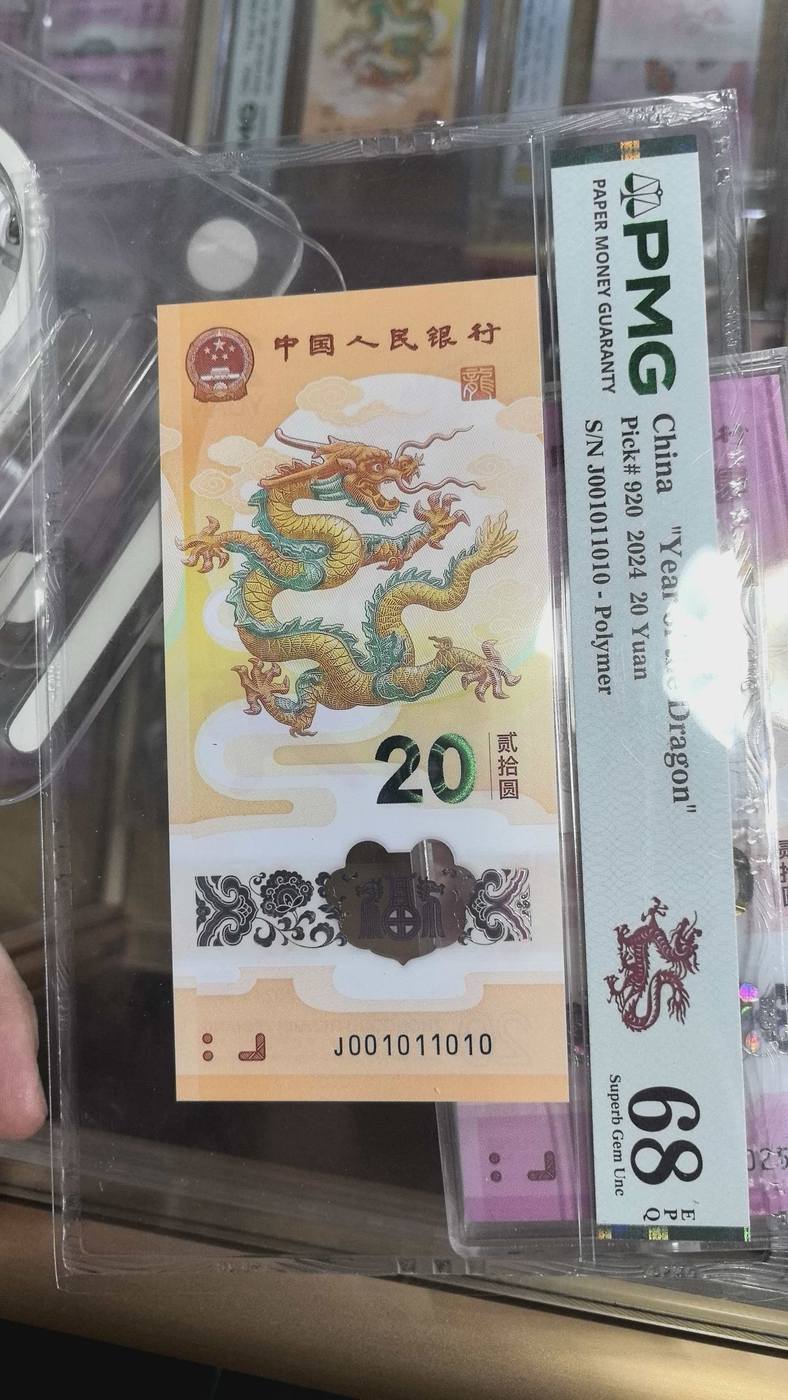 中国人民银行
龍
20
贰拾圆
J001011010
PMG
PAPER MONEY GUARANTY
China "Year of the Dragon"
Pick# 920 2024 20 Yuan
S/N J001011010 - Polymer
68
EPQ
Superb Gem Unc